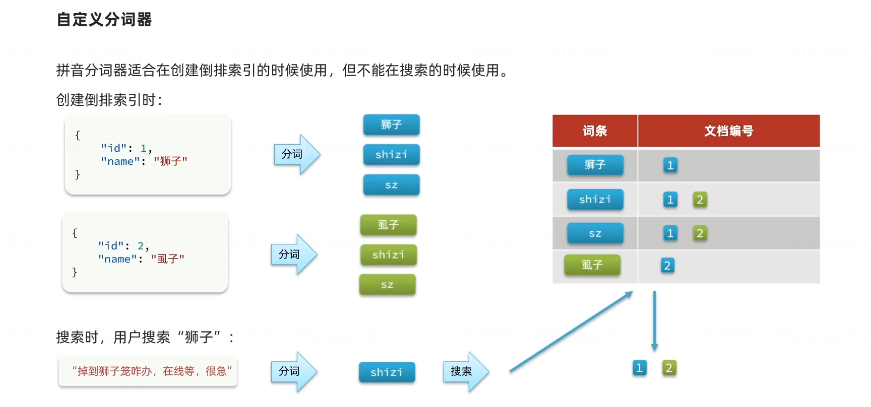 自定义分词器
拼音分词器适合在创建倒排索引的时候使用，但不能在搜索的时候使用。
创建倒排索引时：
{
"id": 1,
"name": "狮子"
}
分词
狮子
shizi
sz
{
"id": 2,
"name": "虱子"
}
分词
虱子
shizi
sz
词条 文档编号
狮子 1
shizi 1 2
sz 1 2
虱子 2
搜索时，用户搜索“狮子”：
“掉到狮子笼咋办，在线等，很急”
分词
shizi
搜索
1 2